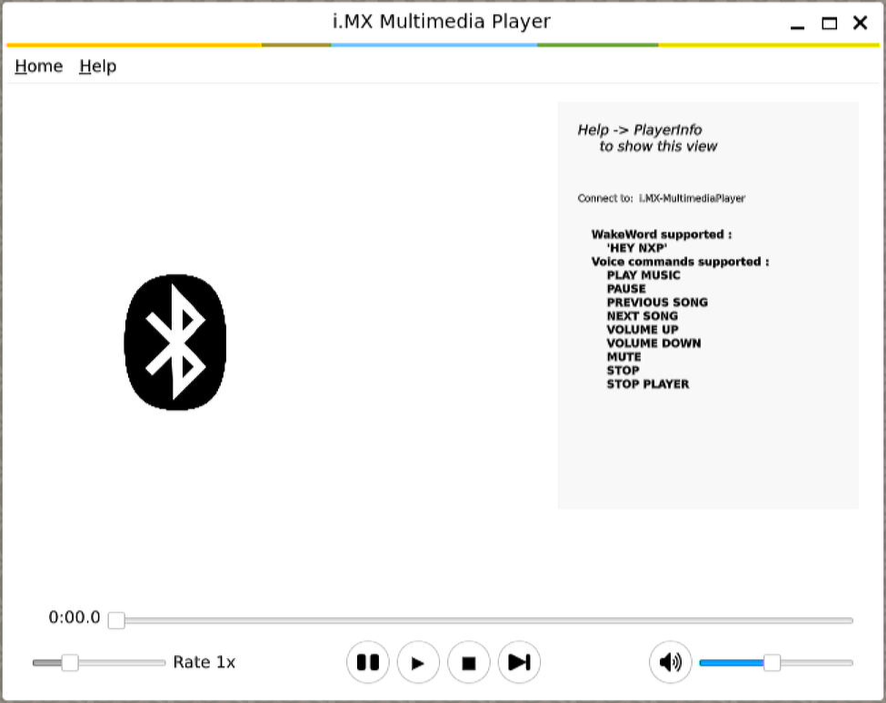 i.MX Multimedia Player
Home Help
Help -> PlayerInfo
to show this view
Connect to: i.MX-MultimediaPlayer
WakeWord supported :
'HEY NXP'
Voice commands supported :
PLAY MUSIC
PAUSE
PREVIOUS SONG
NEXT SONG
VOLUME UP
VOLUME DOWN
MUTE
STOP
STOP PLAYER
0:00.0
Rate 1x